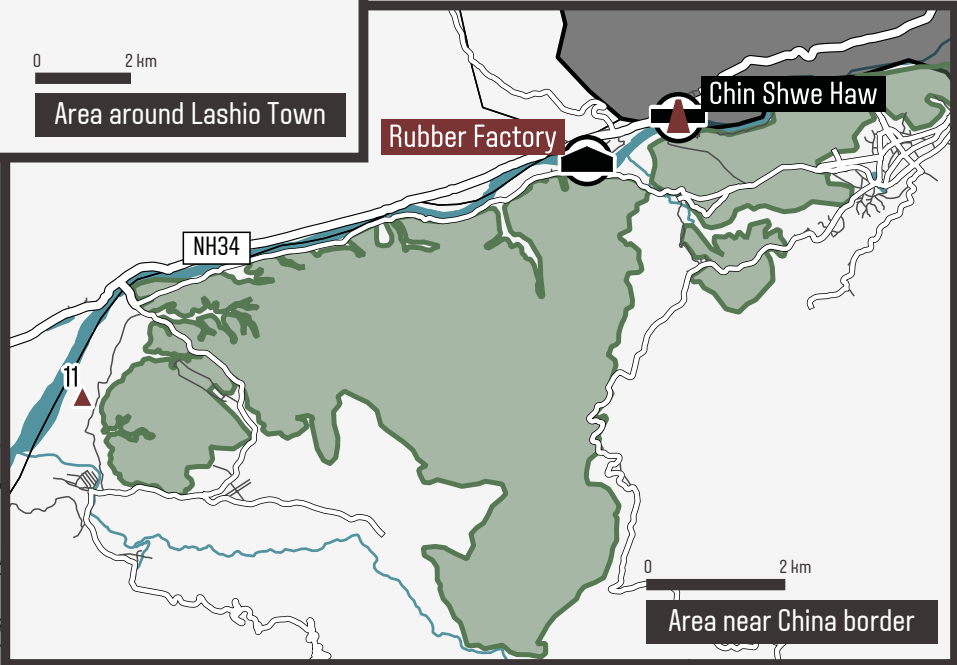 0 2 km
Area around Lashio Town
Chin Shwe Haw
Rubber Factory
NH34
11
0 2 km
Area near China border